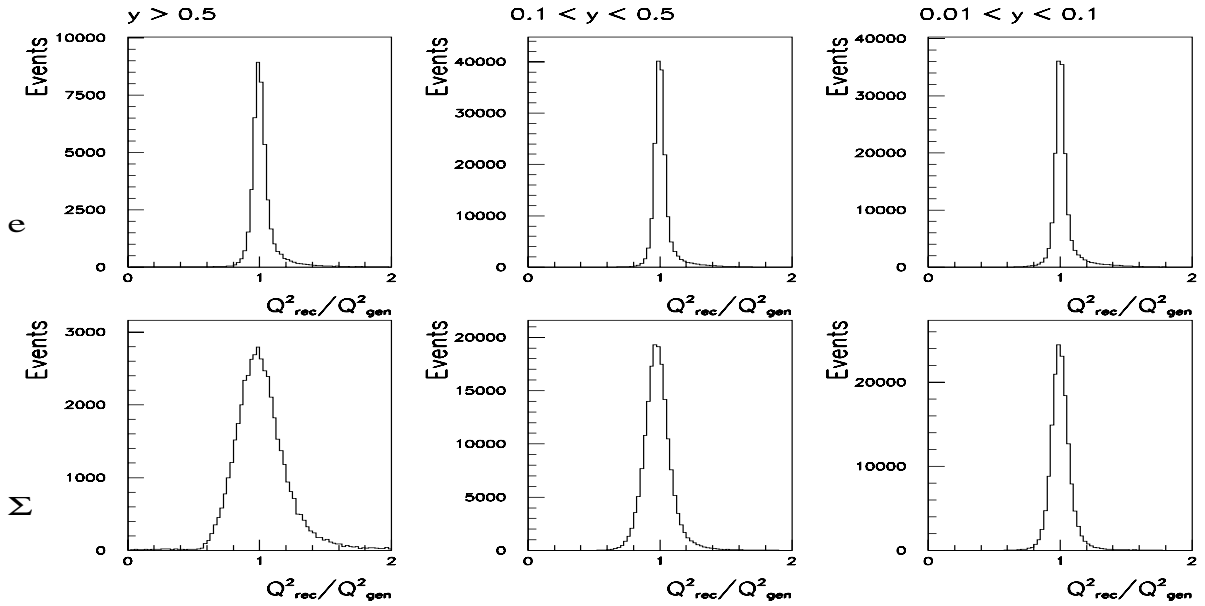 y > 0.5
0.1 < y < 0.5
0.01 < y < 0.1
e
Events
10000
7500
5000
2500
0
0
1
2
Q²rec/Q²gen
Events
40000
30000
20000
10000
0
0
1
2
Q²rec/Q²gen
Events
40000
30000
20000
10000
0
0
1
2
Q²rec/Q²gen
Σ
Events
3000
2000
1000
0
0
1
2
Q²rec/Q²gen
Events
20000
15000
10000
5000
0
0
1
2
Q²rec/Q²gen
Events
20000
10000
0
0
1
2
Q²rec/Q²gen